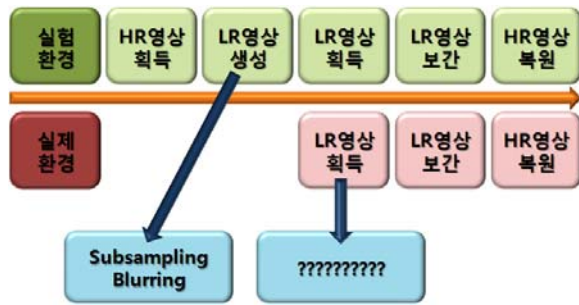 실험
환경
HR영상
획득
LR영상
생성
LR영상
획득
LR영상
보간
HR영상
복원
실제
환경
LR영상
획득
LR영상
보간
HR영상
복원
Subsampling
Blurring
??????????